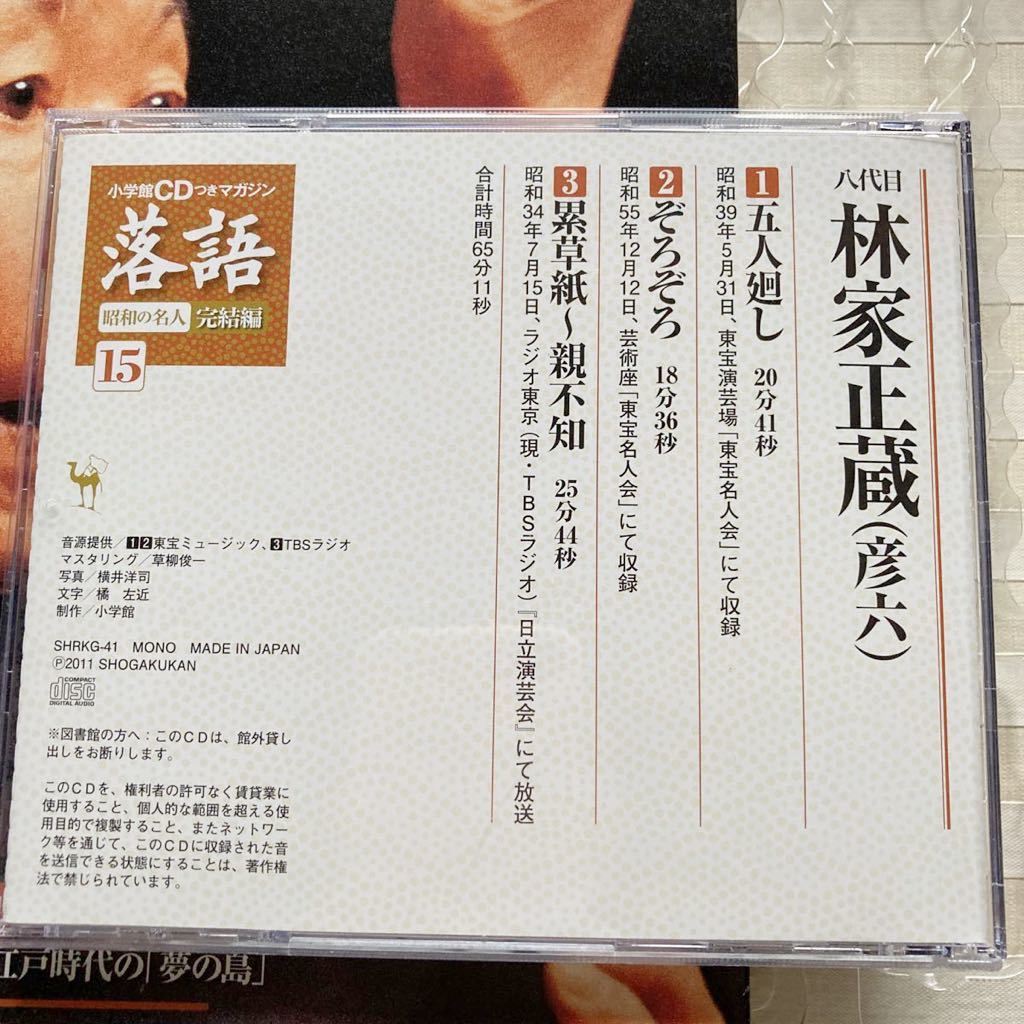 八代目 林家正蔵(彦六)
1 五人廻し 20分41秒
昭和39年5月31日、東宝演芸場「東宝名人会」にて収録
2 ぞろぞろ 18分36秒
昭和55年12月12日、芸術座「東宝名人会」にて収録
3 累草紙～親不知 25分44秒
昭和34年7月15日、ラジオ東京(現・TBSラジオ)『日立演芸会』にて放送
合計時間65分11秒
小学館CDつきマガジン
落語
昭和の名人 完結編
15
音源提供／12東宝ミュージック、3TBSラジオ
マスタリング／草柳俊一
写真／横井洋司
文字／橘 左近
制作／小学館
SHRKG-41 MONO MADE IN JAPAN
Ⓟ2011 SHOGAKUKAN
COMPACT
disc
DIGITAL AUDIO
※図書館の方へ：このCDは、館外貸し
出しをお断りします。
このCDを、権利者の許可なく賃貸業に
使用すること、個人的な範囲を超える使
用目的で複製すること、またネットワー
ク等を通じて、このCDに収録された音
を送信できる状態にすることは、著作権
法で禁じられています。
江戸時代の「夢の島」